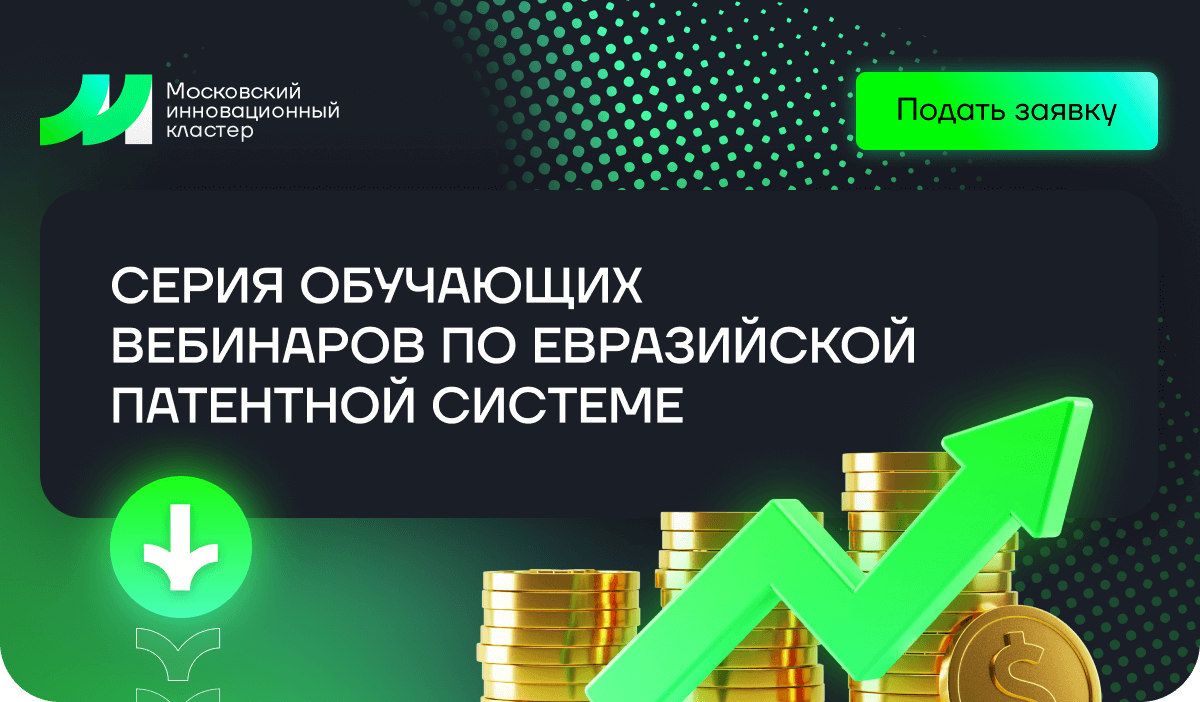 Московский
инновационный
кластер
Подать заявку
СЕРИЯ ОБУЧАЮЩИХ
ВЕБИНАРОВ ПО ЕВРАЗИЙСКОЙ
ПАТЕНТНОЙ СИСТЕМЕ
$